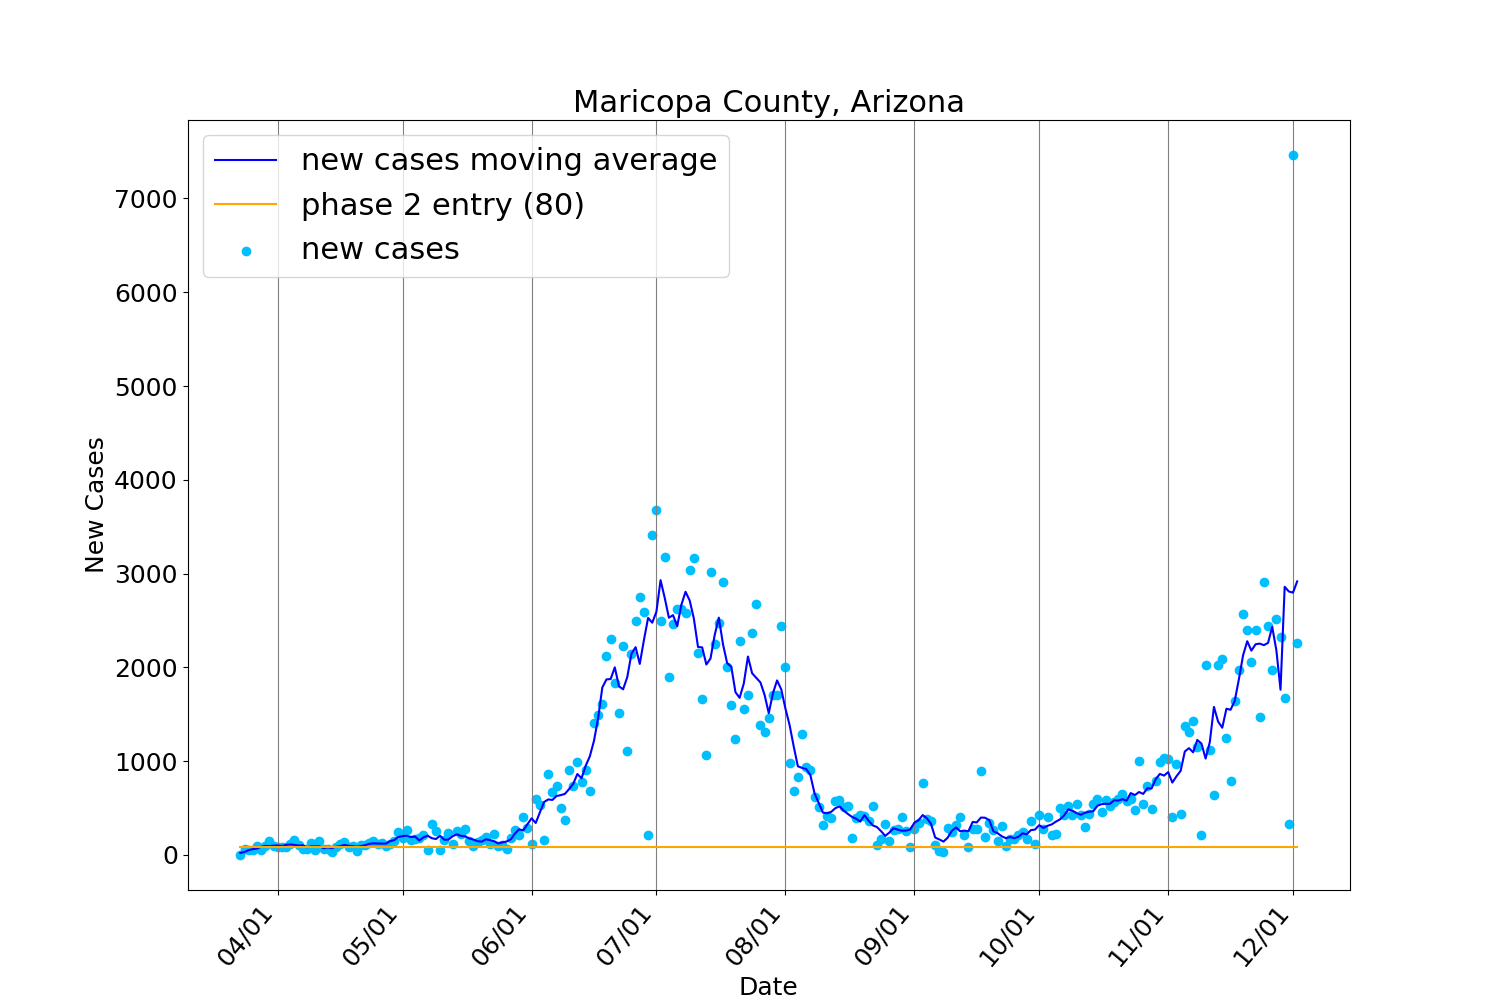 Maricopa County, Arizona
new cases moving average
phase 2 entry (80)
new cases
New Cases
7000
6000
5000
4000
3000
2000
1000
0
04/01
05/01
06/01
07/01
08/01
09/01
10/01
11/01
12/01
Date